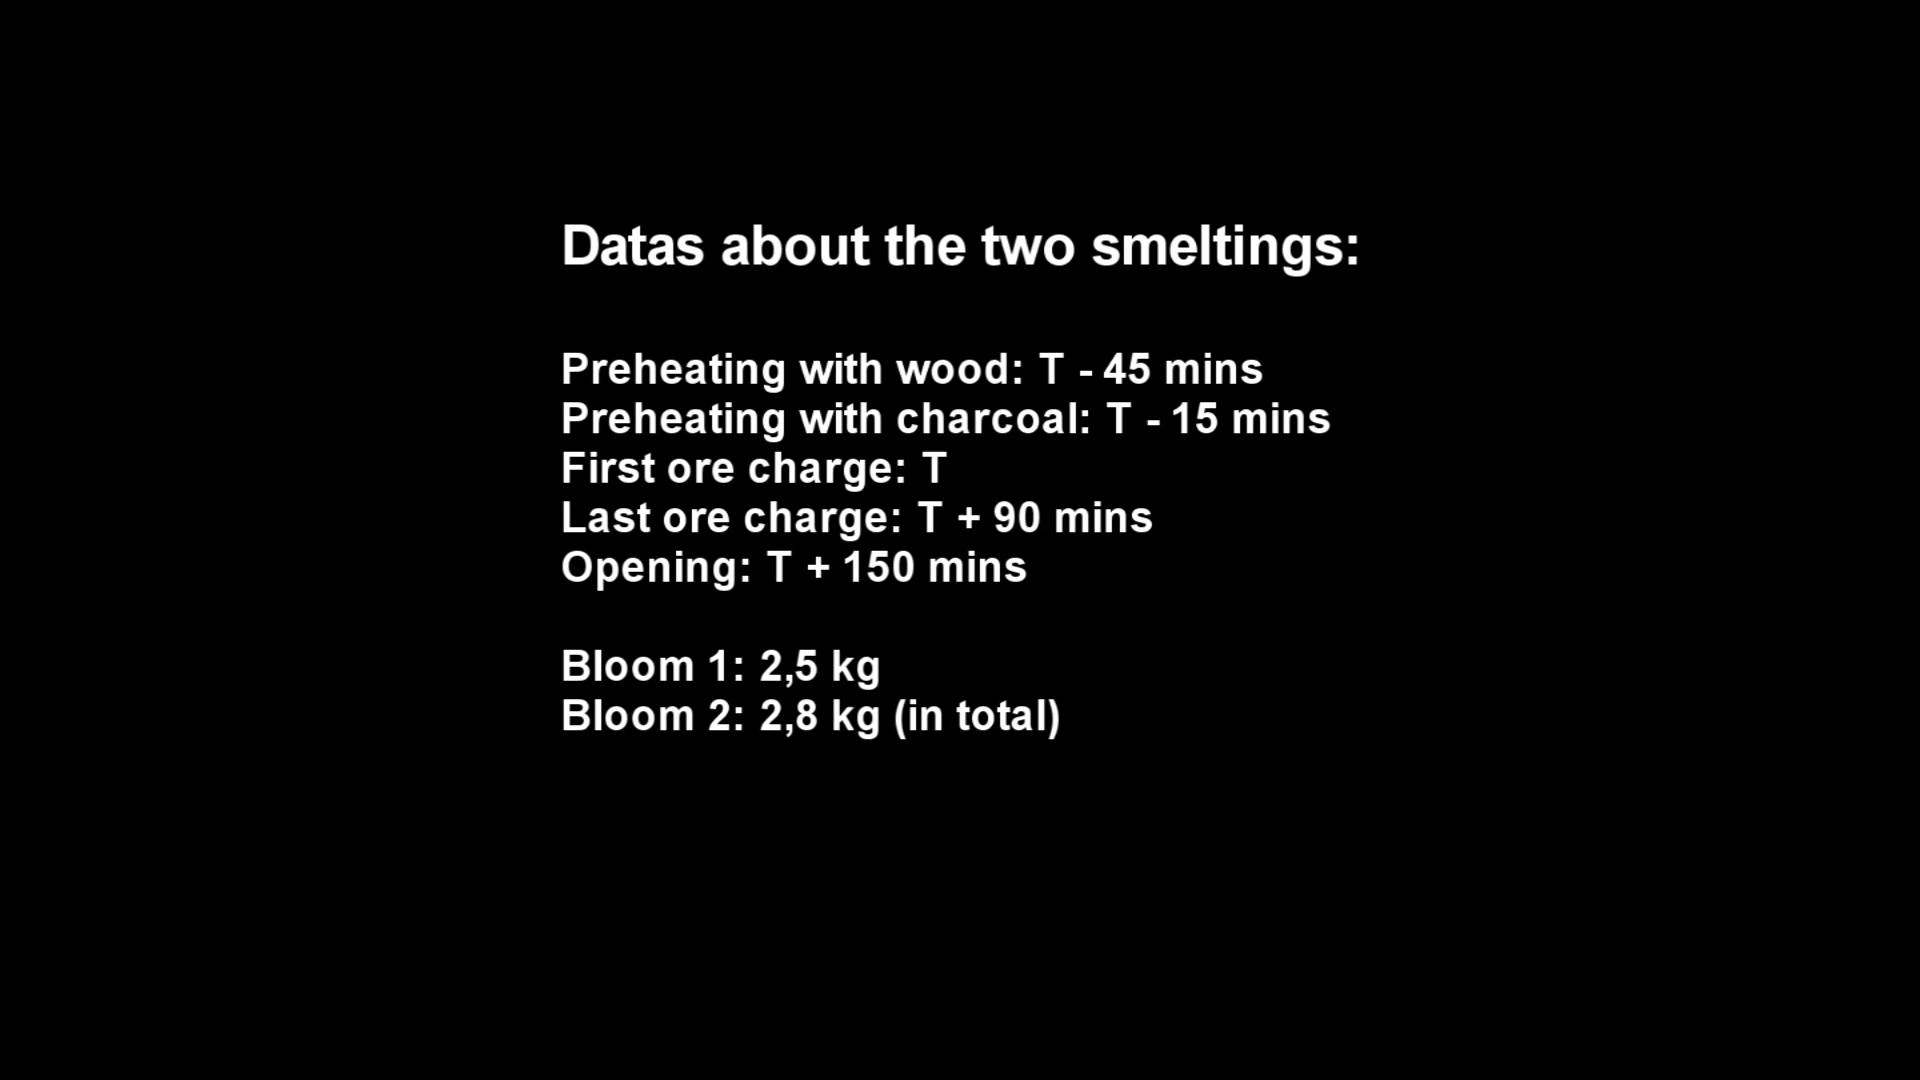 Datas about the two smeltings:
Preheating with wood: T - 45 mins
Preheating with charcoal: T - 15 mins
First ore charge: T
Last ore charge: T + 90 mins
Opening: T + 150 mins
Bloom 1: 2,5 kg
Bloom 2: 2,8 kg (in total)